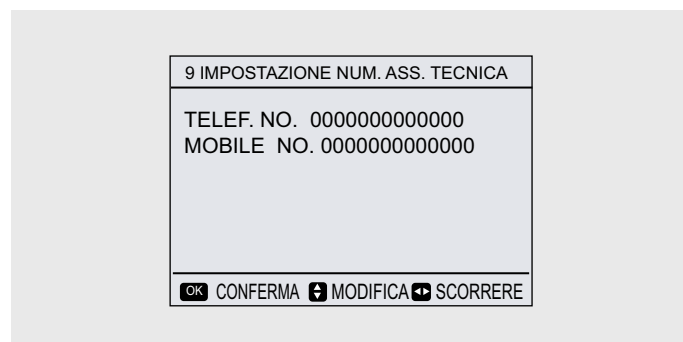 9 IMPOSTAZIONE NUM. ASS. TECNICA
TELEF. NO. 0000000000000
MOBILE NO. 0000000000000
OK CONFERMA MODIFICA SCORRERE